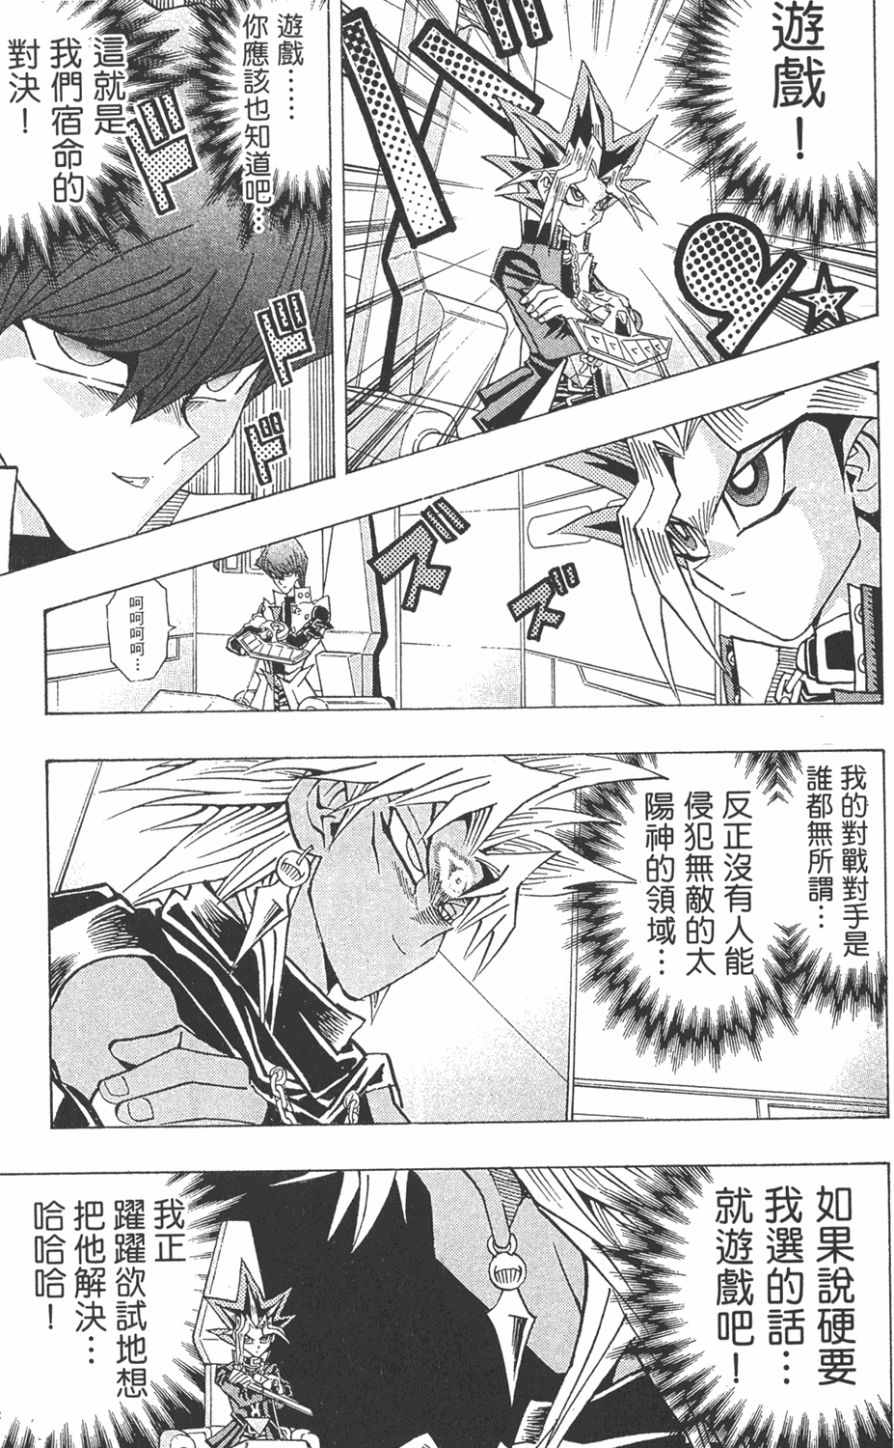 遊戲！
遊戲……
你應該也知道吧…
這就是
我們宿命的
對決！
呵呵呵呵…
我的對戰對手是
誰都無所謂…
反正沒有人能
侵犯無敵的太
陽神的領域…
如果說硬要
我選的話…
就遊戲吧！
我正
躍躍欲試地想
把他解決…
哈哈哈！